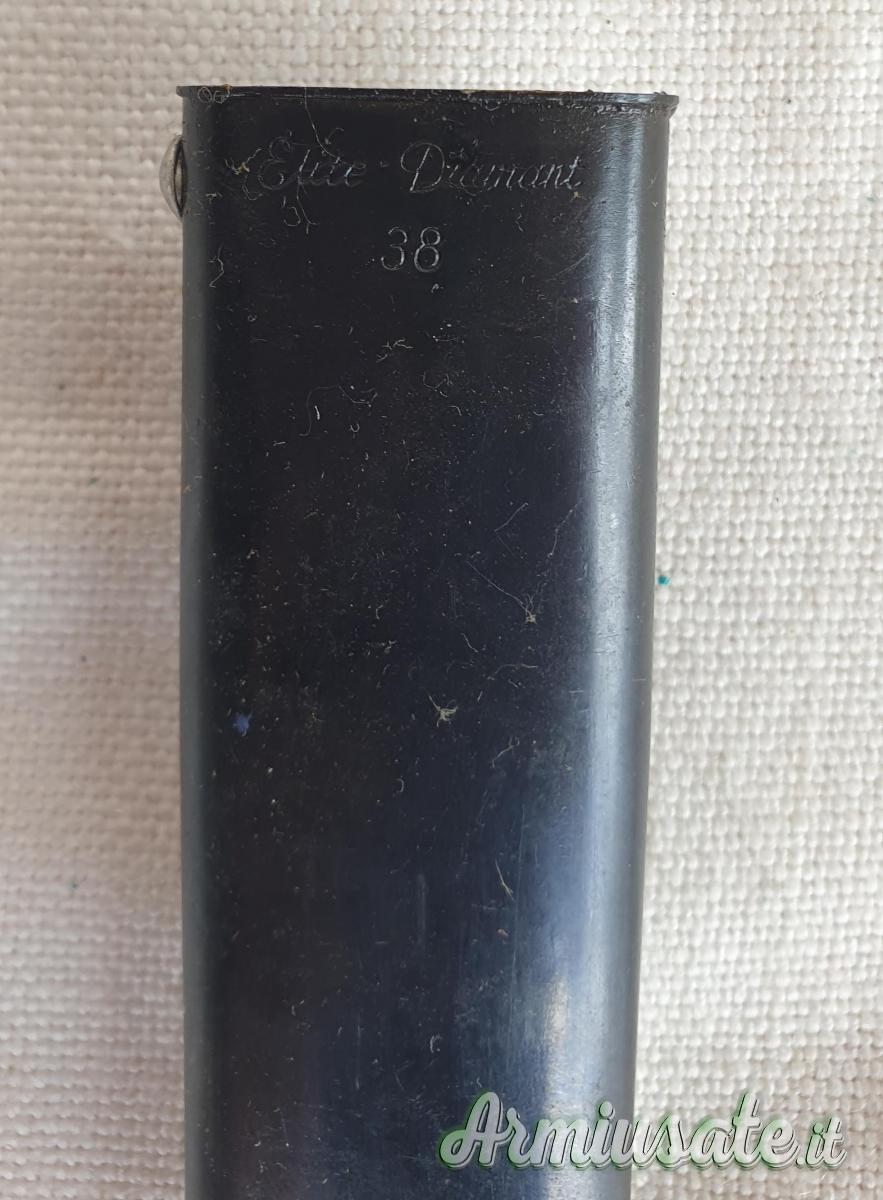 Elite - Diamant
38
Armiusate.it